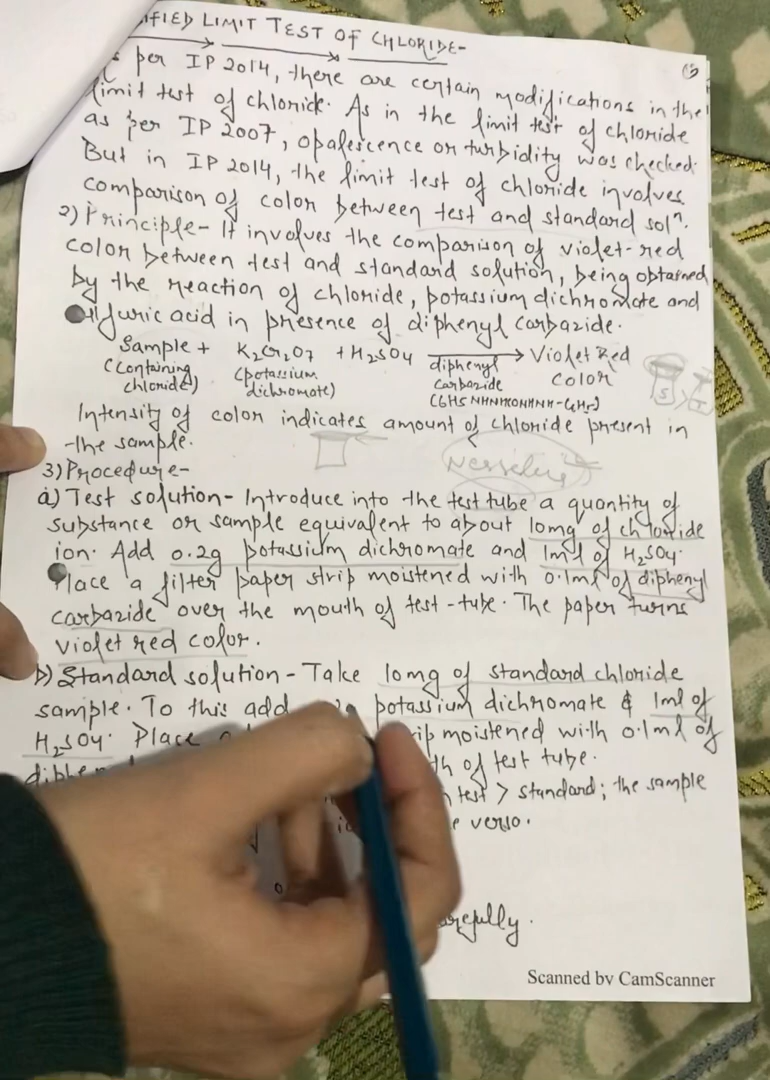 IFIED LIMIT TEST OF CHLORIDE-
per IP 2014, there are certain modifications in the
limit test of chloride. As in the limit test of chloride
as per IP 2007, opalescence or turbidity was checked.
But in IP 2014, the limit test of chloride involves
comparison of color between test and standard solⁿ.
2) Principle- It involves the comparison of violet-red
color between test and standard solution, being obtained
by the reaction of chloride, potassium dichromate and
furic acid in presence of diphenyl carbazide.
Sample + K₂Cr₂O₇ + H₂SO₄ → Violet Red
(Containing (potassium diphenyl color
chloride) dichromate) carbazide
Intensity of color indicates amount of chloride present in
the sample.
3) Procedure-
a) Test solution- Introduce into the test tube a quantity of
substance or sample equivalent to about 10mg of chloride
ion. Add 0.2g potassium dichromate and 1ml of H₂SO₄.
Place a filter paper strip moistened with 0.1ml of diphenyl
carbazide over the mouth of test-tube. The paper turns
violet red color.
b) Standard solution- Take 10mg of standard chloride
sample. To this add potassium dichromate & 1ml of
H₂SO₄. Place moistened with 0.1ml of
of test tube.
test > standard; the sample
verso.
Scanned by CamScanner